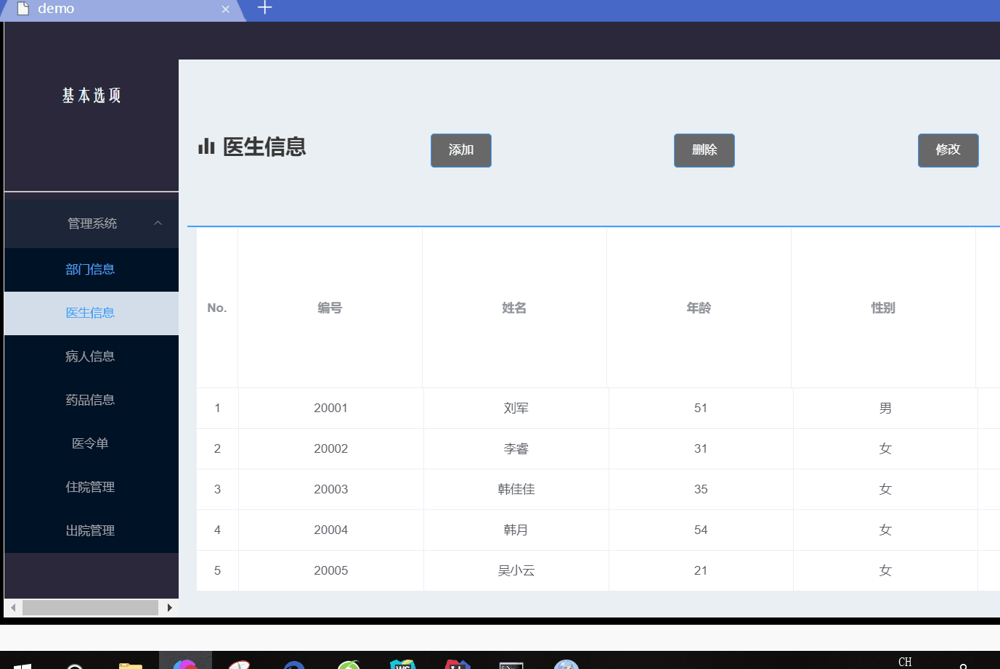 demo
基本选项
医生信息
添加
删除
修改
管理系统
部门信息
医生信息
病人信息
药品信息
医令单
住院管理
出院管理
No. 编号 姓名 年龄 性别
1 20001 刘军 51 男
2 20002 李睿 31 女
3 20003 韩佳佳 35 女
4 20004 韩月 54 女
5 20005 吴小云 21 女
WS
CH